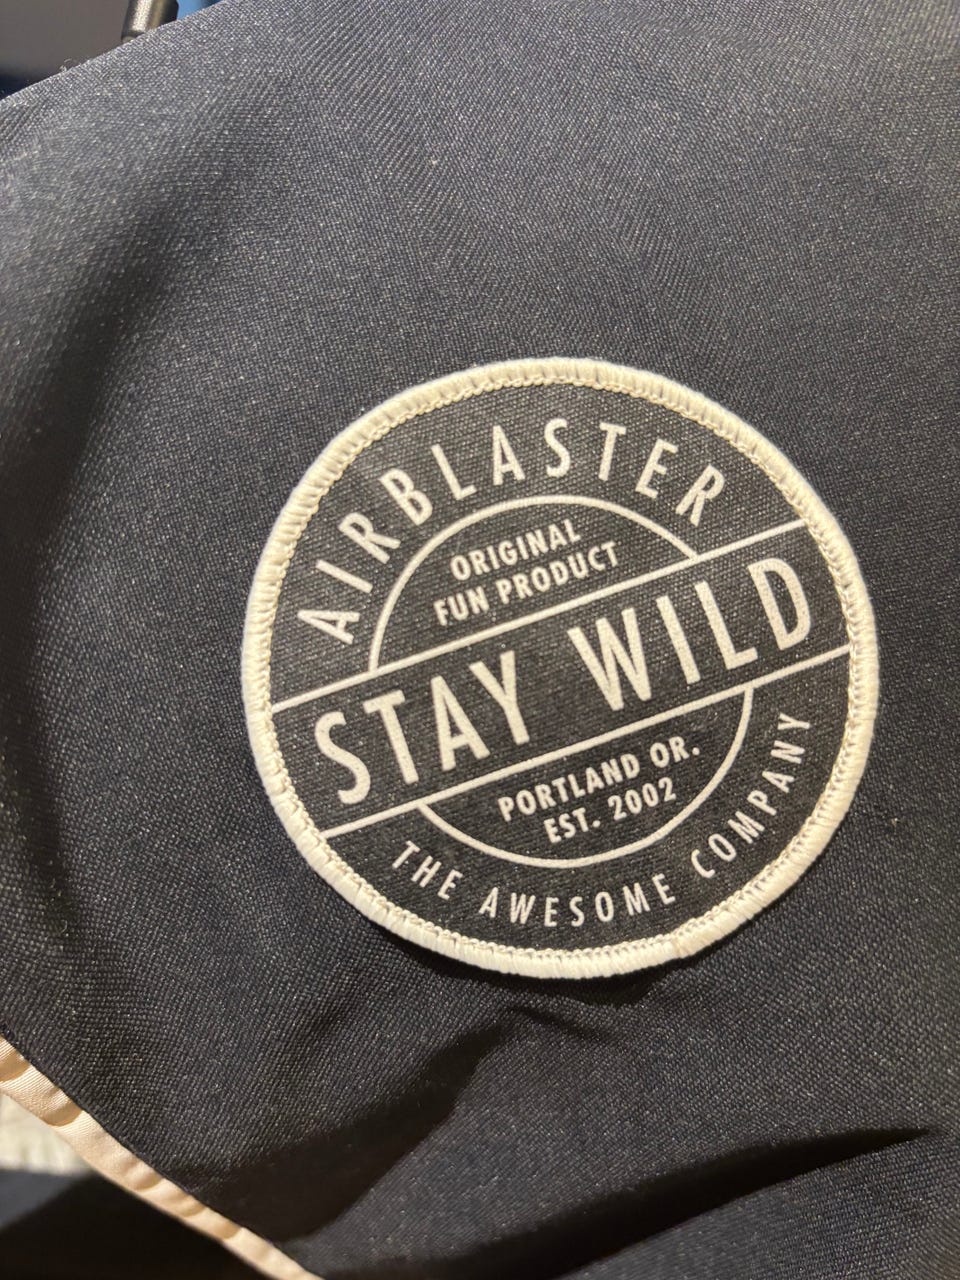 AIRBLASTER
ORIGINAL
FUN PRODUCT
STAY WILD
PORTLAND OR.
EST. 2002
THE AWESOME COMPANY